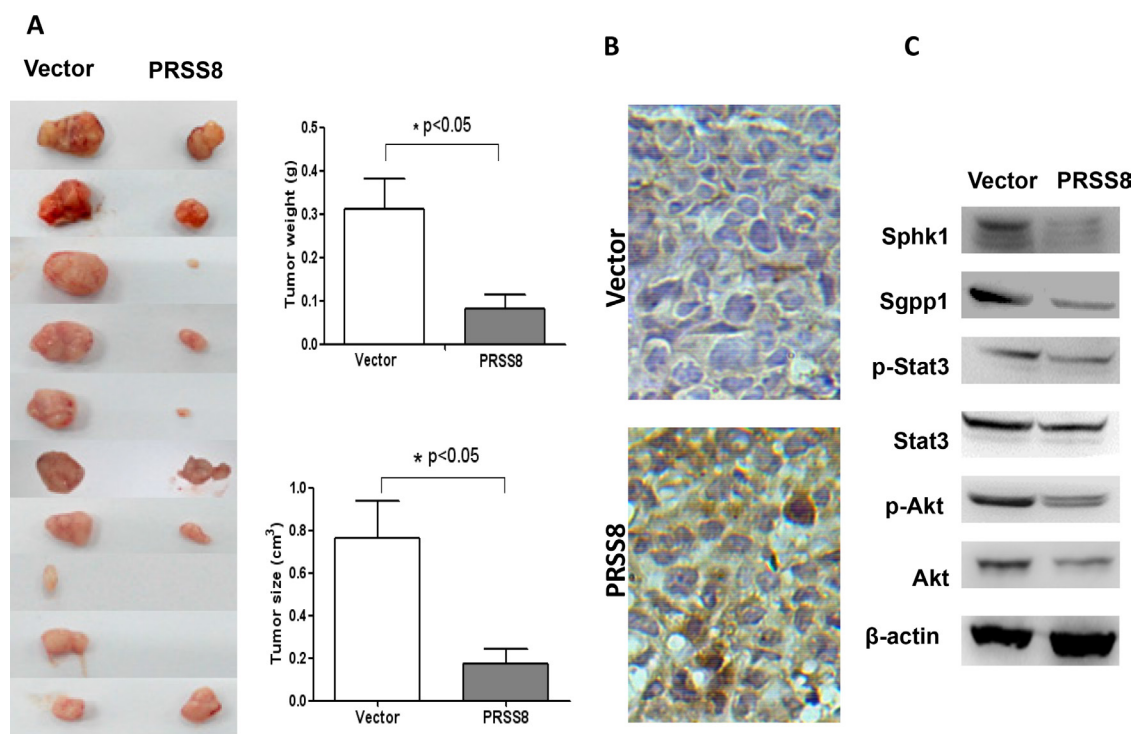 A
Vector PRSS8
* p<0.05
Tumor weight (g)
0.5
0.4
0.3
0.2
0.1
0.0
Vector PRSS8
* p<0.05
Tumor size (cm³)
1.0
0.8
0.6
0.4
0.2
0.0
Vector PRSS8
B
Vector
PRSS8
C
Vector PRSS8
Sphk1
Sgpp1
p-Stat3
Stat3
p-Akt
Akt
β-actin